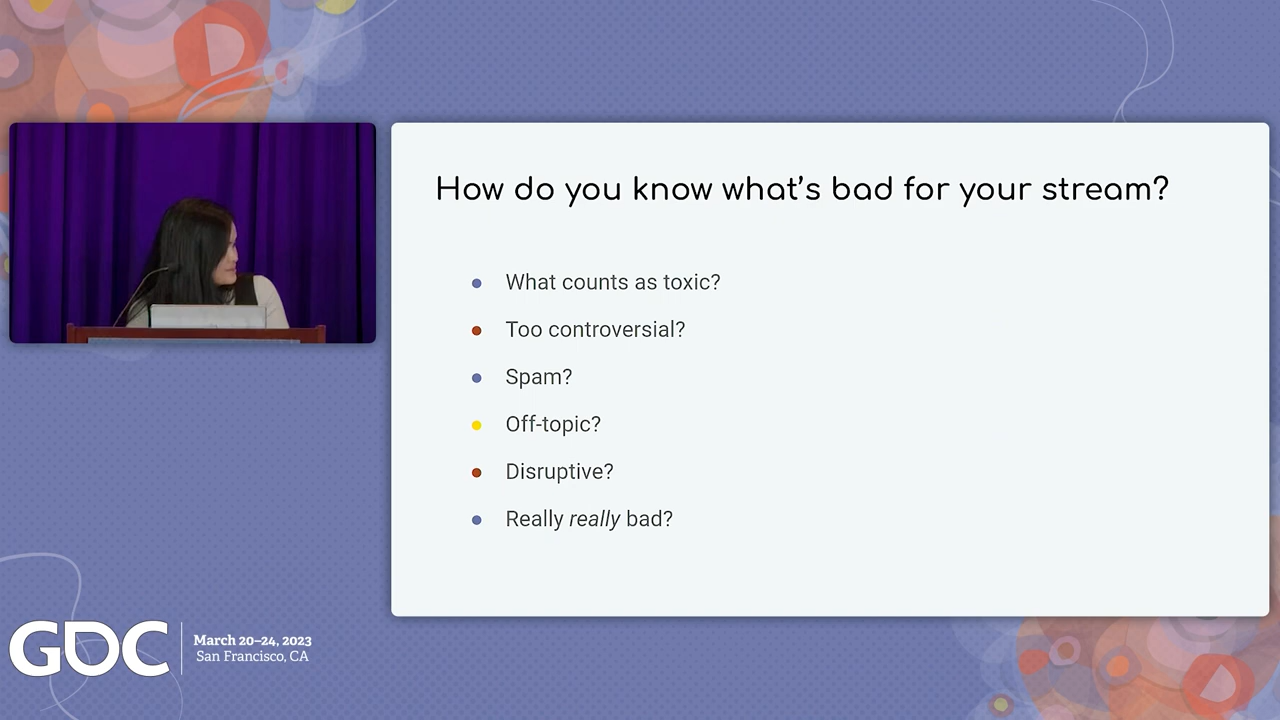 How do you know what's bad for your stream?
What counts as toxic?
Too controversial?
Spam?
Off-topic?
Disruptive?
Really really bad?
GDC
March 20–24, 2023
San Francisco, CA